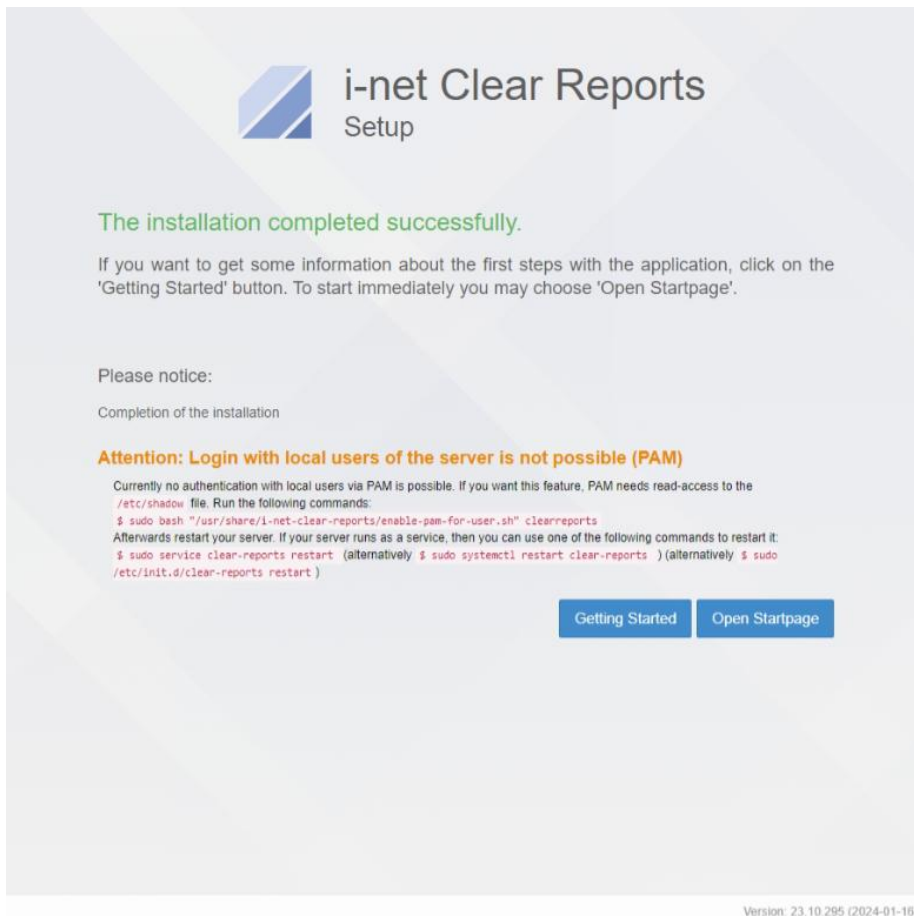 i-net Clear Reports
Setup
The installation completed successfully.
If you want to get some information about the first steps with the application, click on the
'Getting Started' button. To start immediately you may choose 'Open Startpage'.
Please notice:
Completion of the installation
Attention: Login with local users of the server is not possible (PAM)
Currently no authentication with local users via PAM is possible. If you want this feature, PAM needs read-access to the
/etc/shadow file. Run the following commands:
$ sudo bash "/usr/share/i-net-clear-reports/enable-pam-for-user.sh" clearreports
Afterwards restart your server. If your server runs as a service, then you can use one of the following commands to restart it:
$ sudo service clear-reports restart (alternatively $ sudo systemctl restart clear-reports ) (alternatively $ sudo
/etc/init.d/clear-reports restart )
Getting Started Open Startpage
Version: 23.10.295 (2024-01-16